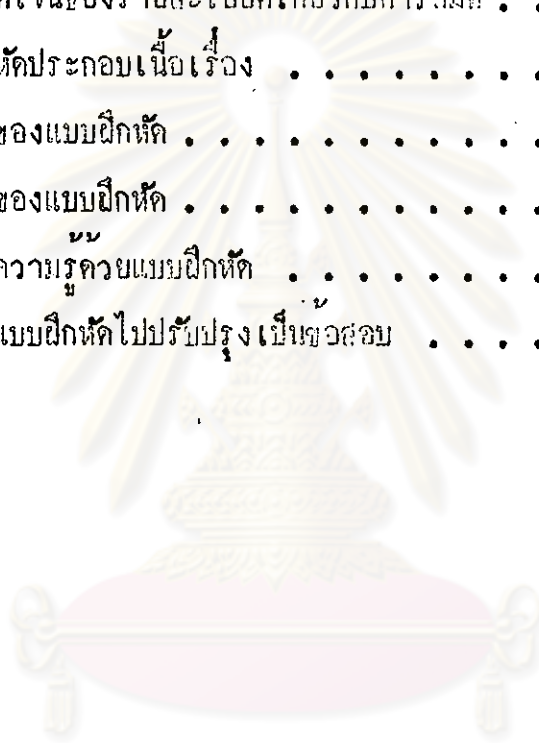 หัดประกอบเนื้อเรื่อง . . . . . . . .
ของแบบฝึกหัด . . . . . . . . . . . .
ของแบบฝึกหัด . . . . . . . . . . . .
ความรู้ด้วยแบบฝึกหัด . . . . . . . .
แบบฝึกหัดไปปรับปรุงเป็นข้อสอบ . . . .